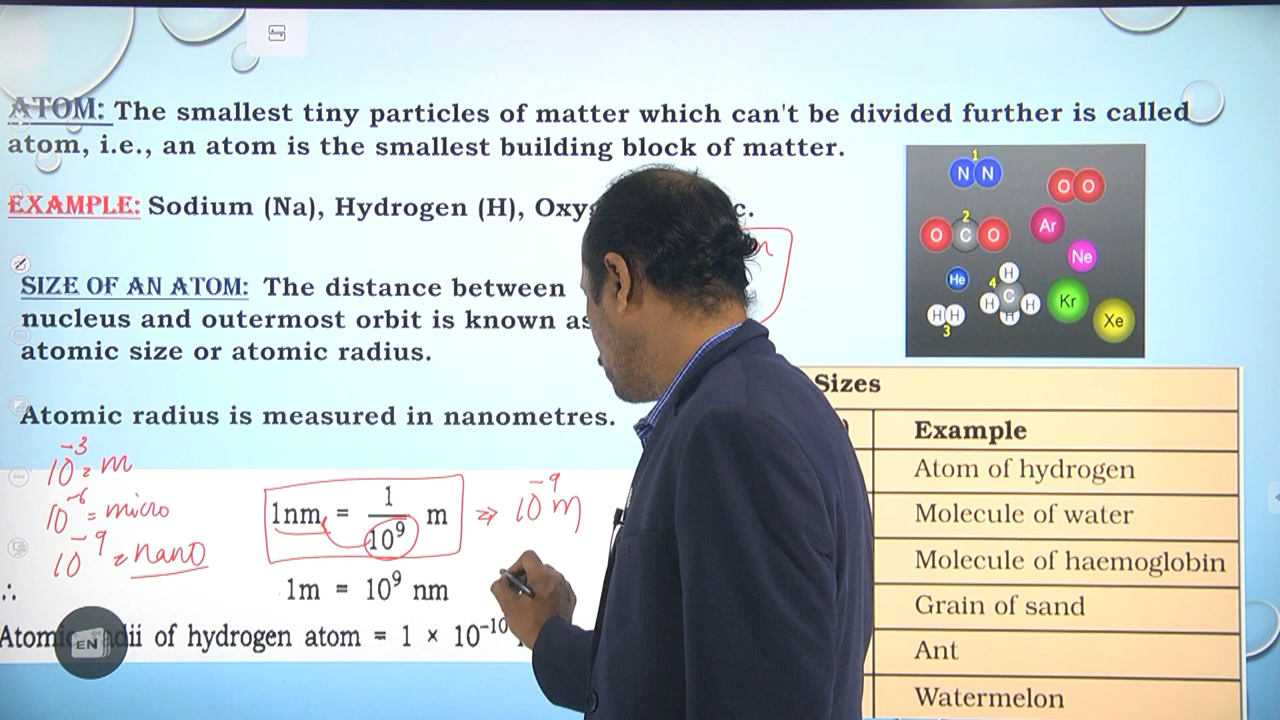 ATOM: The smallest tiny particles of matter which can't be divided further is called
atom, i.e., an atom is the smallest building block of matter.
EXAMPLE: Sodium (Na), Hydrogen (H),
SIZE OF AN ATOM: The distance between
nucleus and outermost orbit is known as
atomic size or atomic radius.
Atomic radius is measured in nanometres.
10⁻³ = m
10⁻⁶ = micro
10⁻⁹ = nano
1nm = 1/10⁹ m ⇒ 10⁻⁹ m
∴ 1m = 10⁹ nm
of hydrogen atom = 1 × 10⁻¹⁰
EN
1
N N
O O
2
O C O
Ar
Ne
He
4
H
H C H
H
Kr
Xe
H H
3
Sizes
Example
Atom of hydrogen
Molecule of water
Molecule of haemoglobin
Grain of sand
Ant
Watermelon